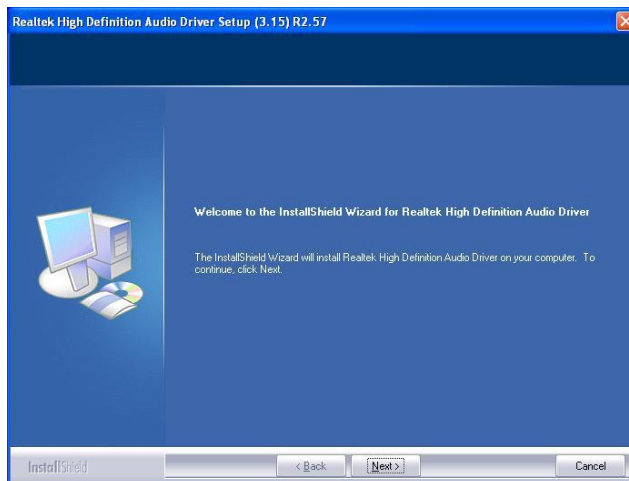 Realtek High Definition Audio Driver Setup (3.15) R2.57
Welcome to the InstallShield Wizard for Realtek High Definition Audio Driver
The InstallShield Wizard will install Realtek High Definition Audio Driver on your computer. To
continue, click Next.
InstallShield
< Back
Next >
Cancel